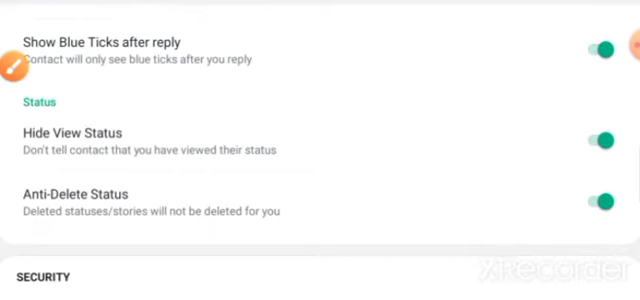 Show Blue Ticks after reply
Contact will only see blue ticks after you reply
Status
Hide View Status
Don't tell contact that you have viewed their status
Anti-Delete Status
Deleted statuses/stories will not be deleted for you
SECURITY
XRecorder